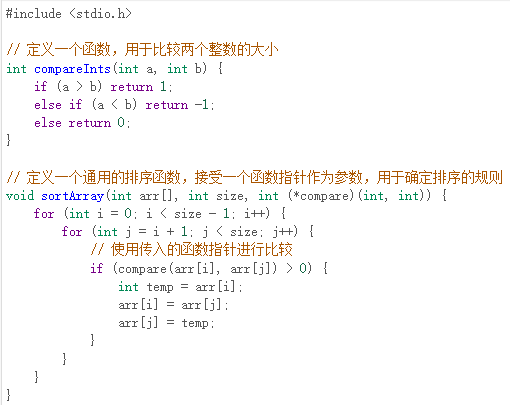 #include <stdio.h>

// 定义一个函数，用于比较两个整数的大小
int compareInts(int a, int b) {
    if (a > b) return 1;
    else if (a < b) return -1;
    else return 0;
}

// 定义一个通用的排序函数，接受一个函数指针作为参数，用于确定排序的规则
void sortArray(int arr[], int size, int (*compare)(int, int)) {
    for (int i = 0; i < size - 1; i++) {
        for (int j = i + 1; j < size; j++) {
            // 使用传入的函数指针进行比较
            if (compare(arr[i], arr[j]) > 0) {
                int temp = arr[i];
                arr[i] = arr[j];
                arr[j] = temp;
            }
        }
    }
}